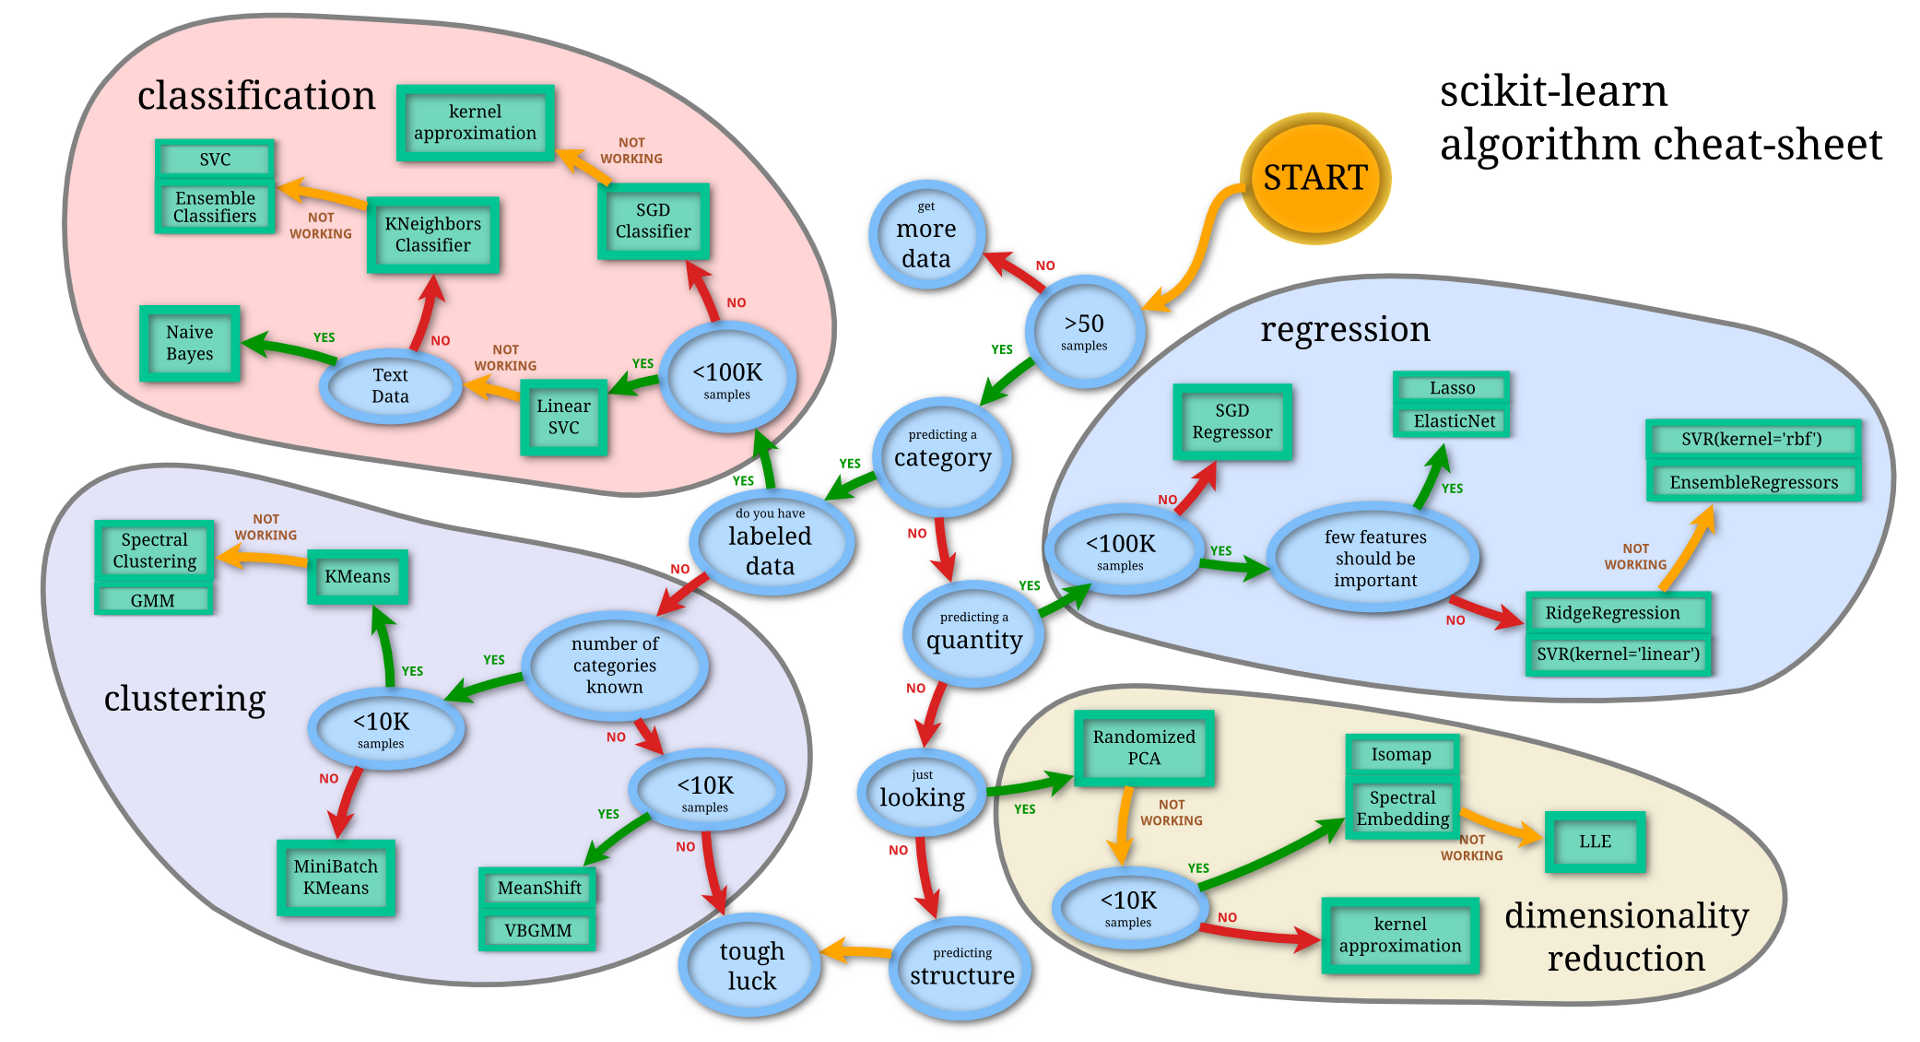 scikit-learn
algorithm cheat-sheet
START
get
more
data
NO
>50
samples
YES
predicting a
category
YES
NO
do you have
labeled
data
YES
NO
predicting a
quantity
YES
NO
just
looking
YES
NO
predicting
structure
tough
luck
classification
kernel
approximation
NOT
WORKING
SVC
Ensemble
Classifiers
NOT
WORKING
KNeighbors
Classifier
SGD
Classifier
NO
<100K
samples
YES
Linear
SVC
NOT
WORKING
Text
Data
NO
YES
Naive
Bayes
regression
SGD
Regressor
NO
<100K
samples
YES
few features
should be
important
YES
Lasso
ElasticNet
NO
RidgeRegression
SVR(kernel='linear')
NOT
WORKING
SVR(kernel='rbf')
EnsembleRegressors
clustering
Spectral
Clustering
GMM
NOT
WORKING
KMeans
YES
<10K
samples
YES
number of
categories
known
NO
NO
MiniBatch
KMeans
<10K
samples
YES
NO
MeanShift
VBGMM
dimensionality
reduction
Randomized
PCA
NOT
WORKING
<10K
samples
YES
NO
Isomap
Spectral
Embedding
NOT
WORKING
LLE
kernel
approximation